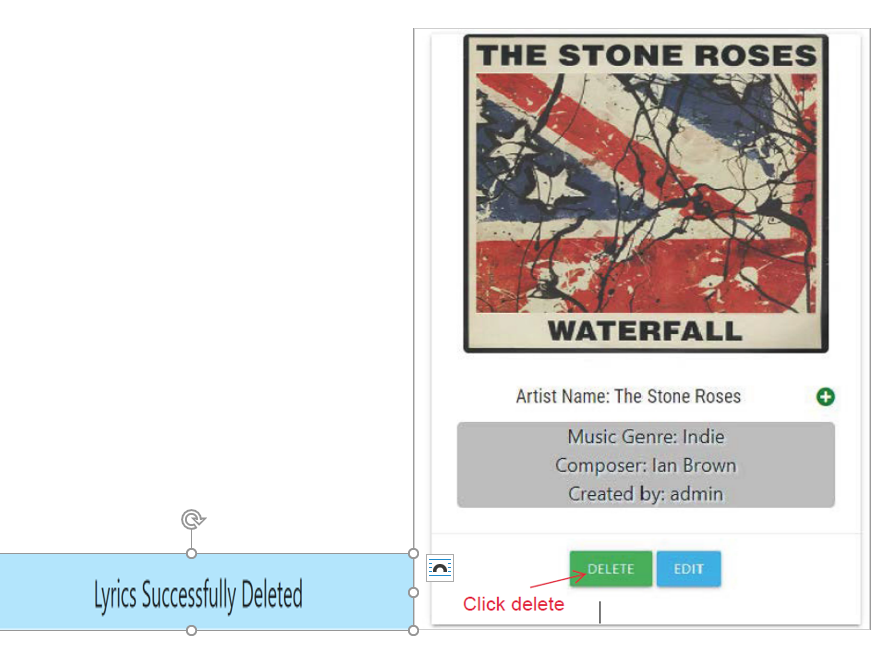 THE STONE ROSES
WATERFALL
Artist Name: The Stone Roses
Music Genre: Indie
Composer: Ian Brown
Created by: admin
DELETE EDIT
Click delete
Lyrics Successfully Deleted